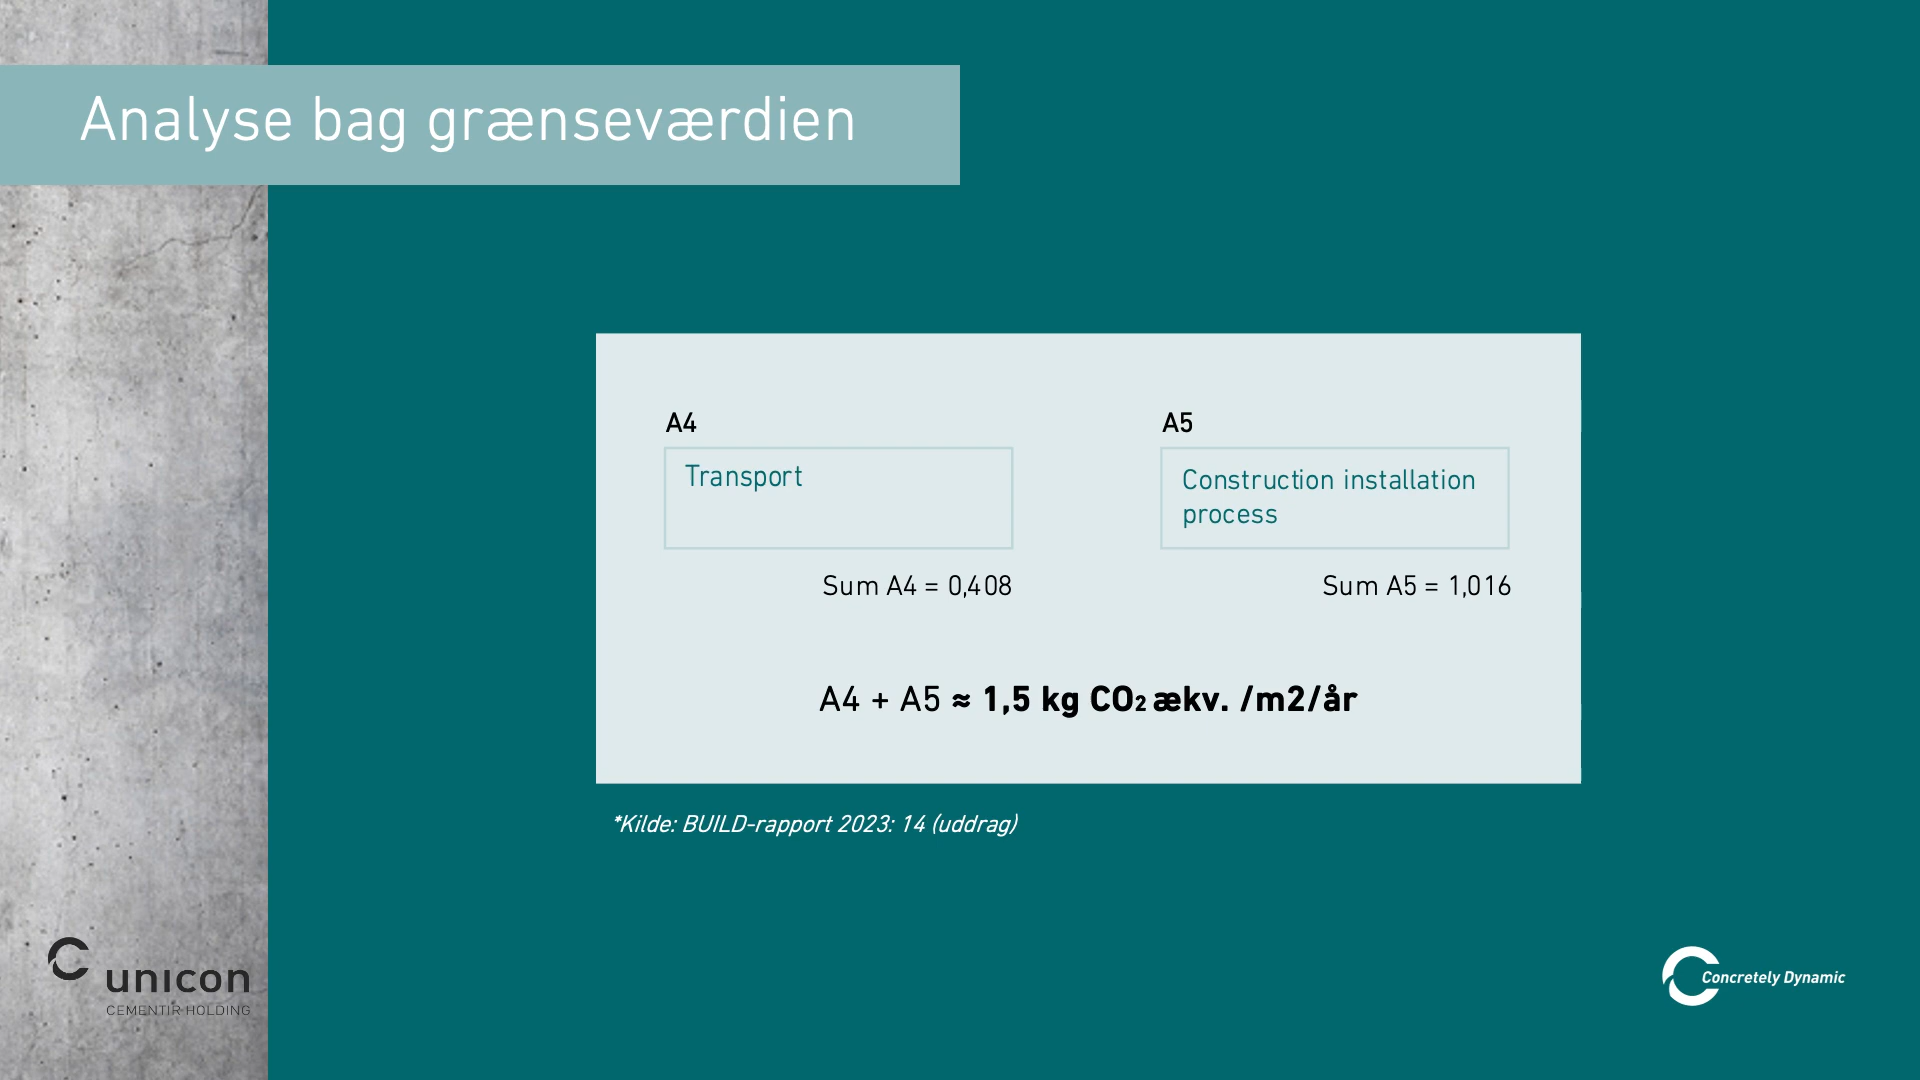 Analyse bag grænseværdien
A4
Transport
Sum A4 = 0,408
A5
Construction installation
process
Sum A5 = 1,016
A4 + A5 ≈ 1,5 kg CO₂ ækv. /m2/år
*Kilde: BUILD-rapport 2023: 14 (uddrag)
unicon
CEMENTIR HOLDING
Concretely Dynamic